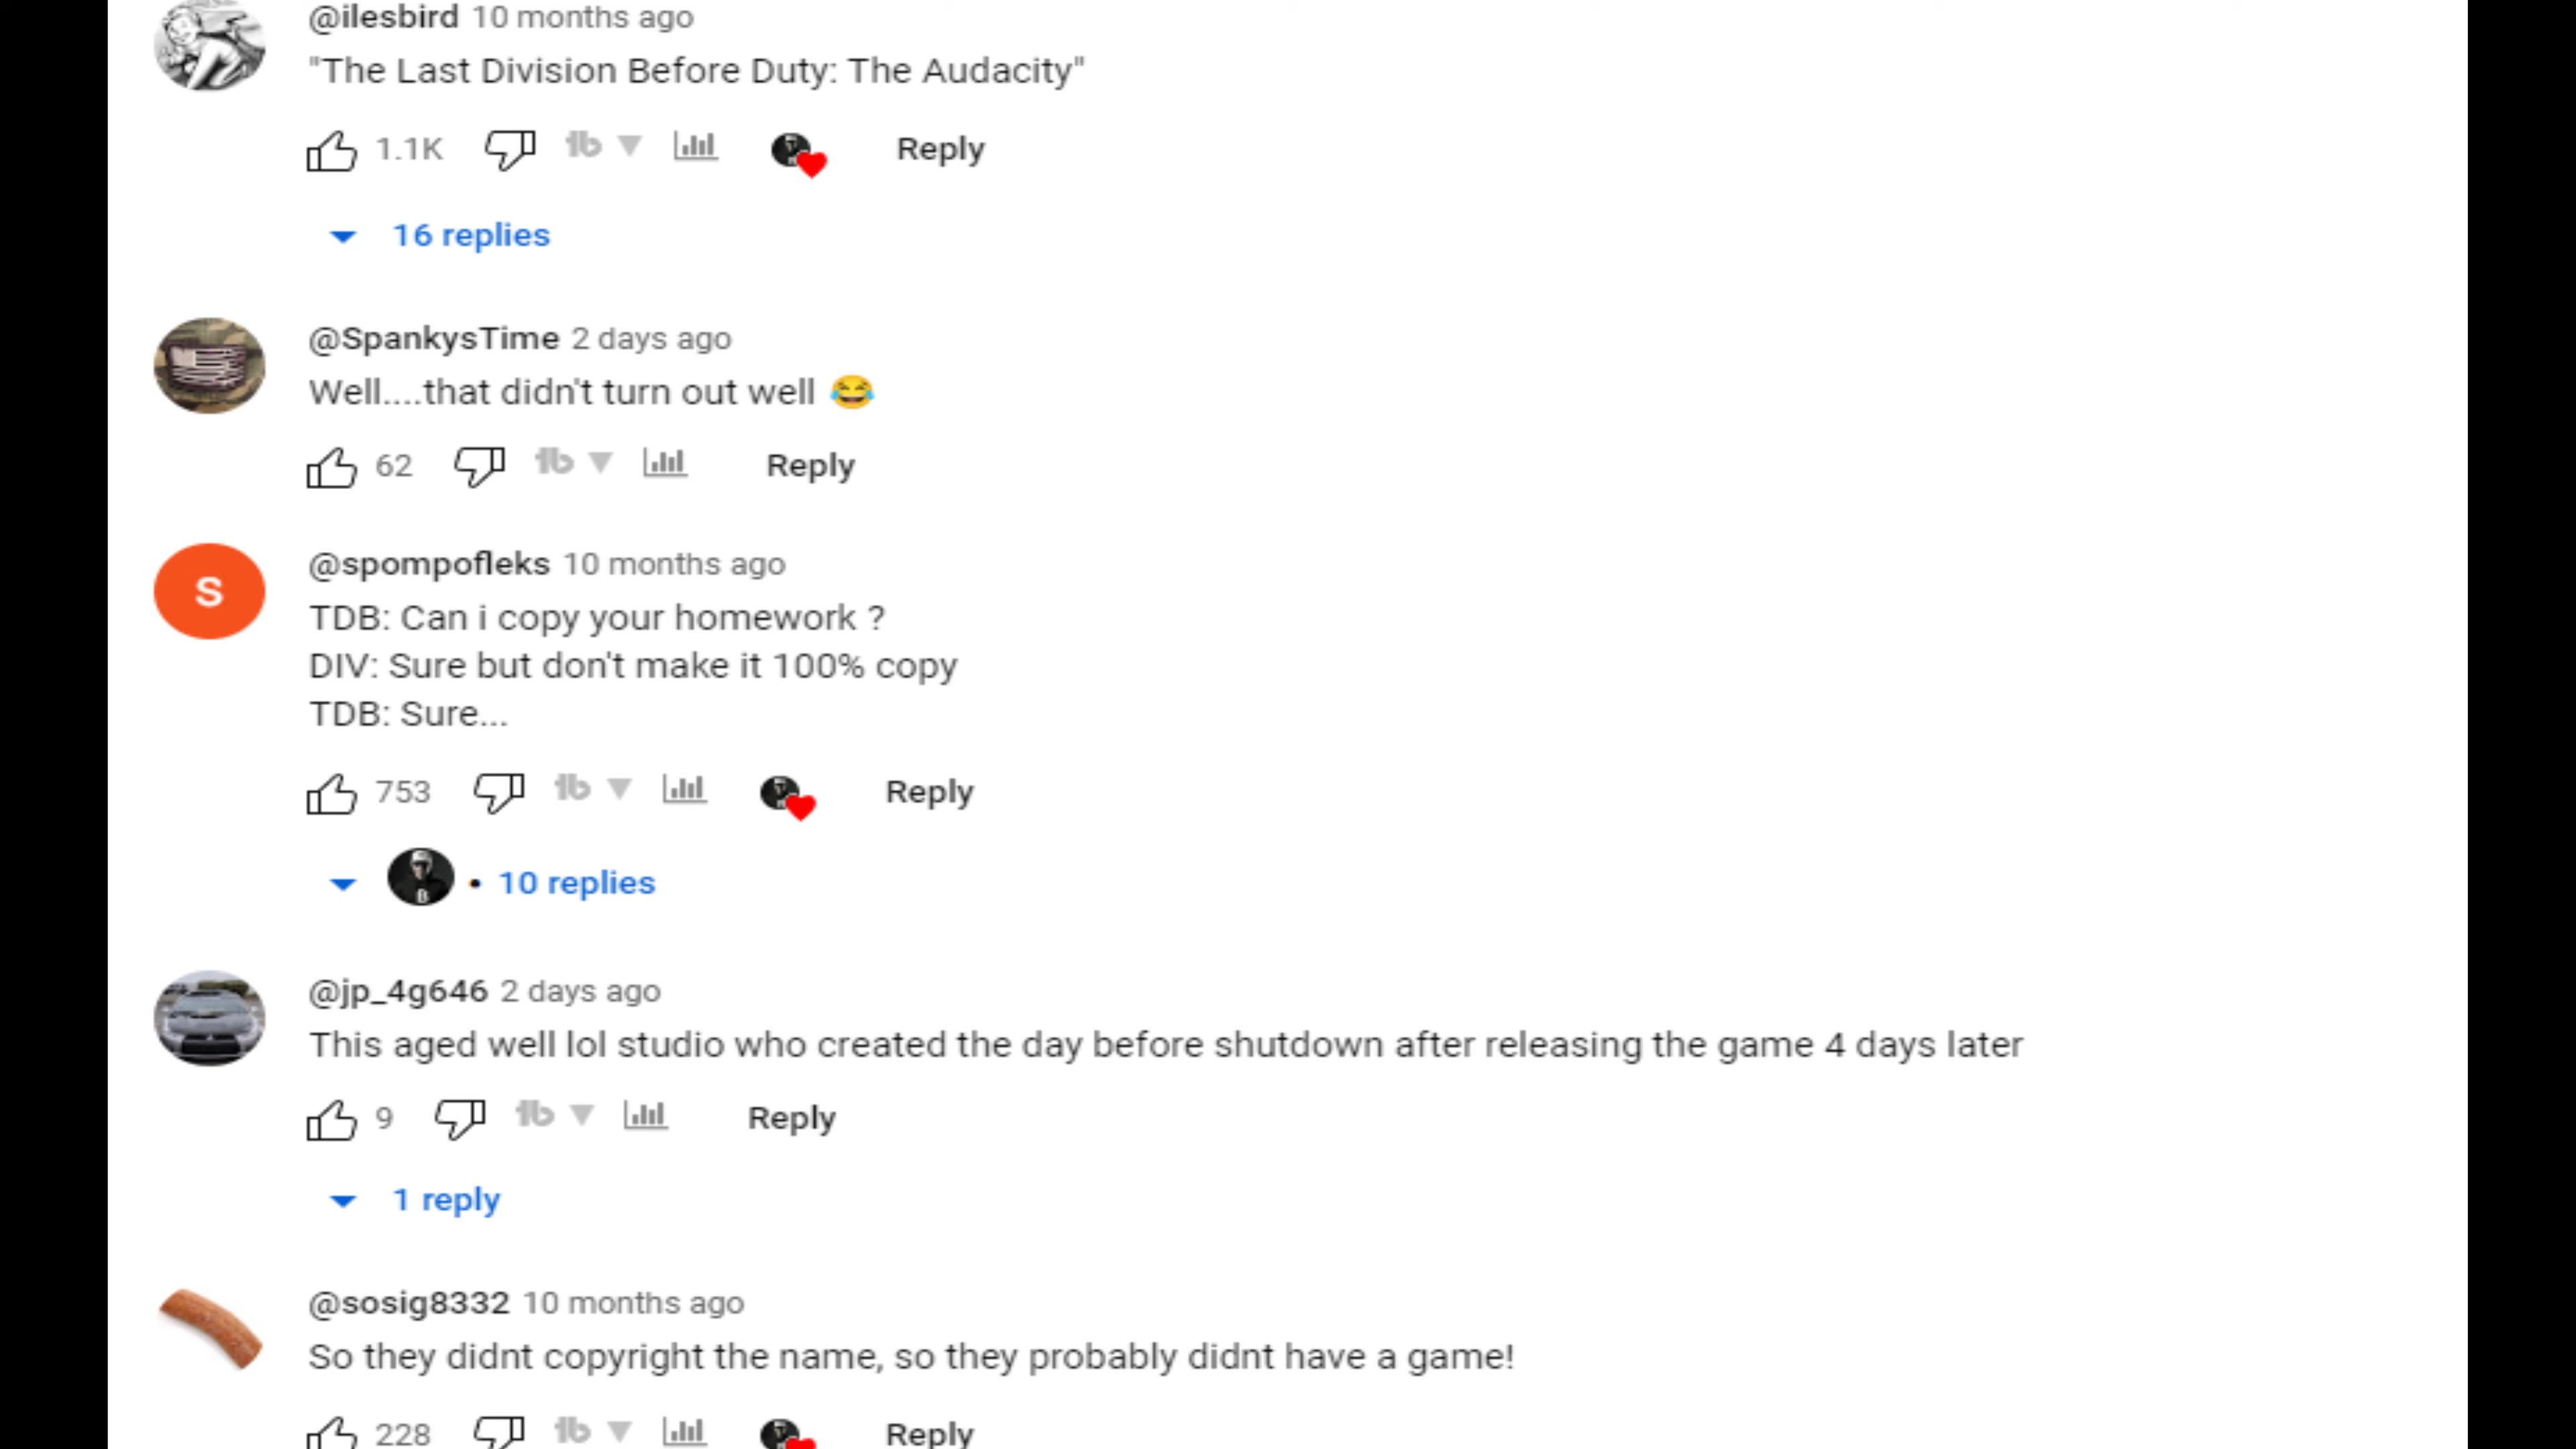 @ilesbird 10 months ago
"The Last Division Before Duty: The Audacity"
1.1K Reply
16 replies
@SpankysTime 2 days ago
Well....that didn't turn out well 😂
62 Reply
S
@spompofleks 10 months ago
TDB: Can i copy your homework ?
DIV: Sure but don't make it 100% copy
TDB: Sure...
753 Reply
• 10 replies
@jp_4g646 2 days ago
This aged well lol studio who created the day before shutdown after releasing the game 4 days later
9 Reply
1 reply
@sosig8332 10 months ago
So they didnt copyright the name, so they probably didnt have a game!
228 Reply